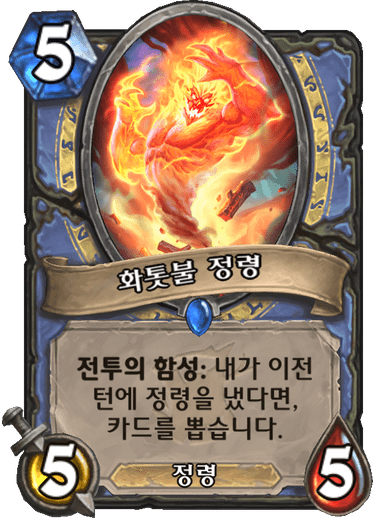 5
화톳불 정령
전투의 함성: 내가 이전
턴에 정령을 냈다면,
카드를 뽑습니다.
5
정령
5